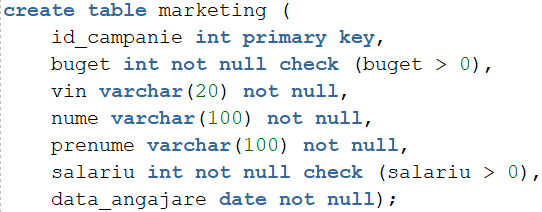 create table marketing (
id_campanie int primary key,
buget int not null check (buget > 0),
vin varchar(20) not null,
nume varchar(100) not null,
prenume varchar(100) not null,
salariu int not null check (salariu > 0),
data_angajare date not null);